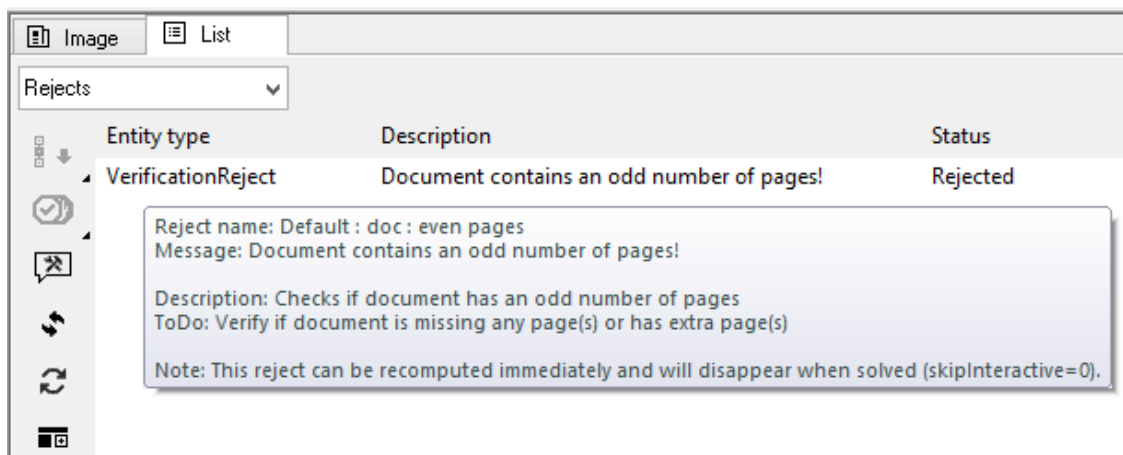 Image
List
Rejects
Entity type Description Status
VerificationReject Document contains an odd number of pages! Rejected
Reject name: Default : doc : even pages
Message: Document contains an odd number of pages!
Description: Checks if document has an odd number of pages
ToDo: Verify if document is missing any page(s) or has extra page(s)
Note: This reject can be recomputed immediately and will disappear when solved (skipInteractive=0).